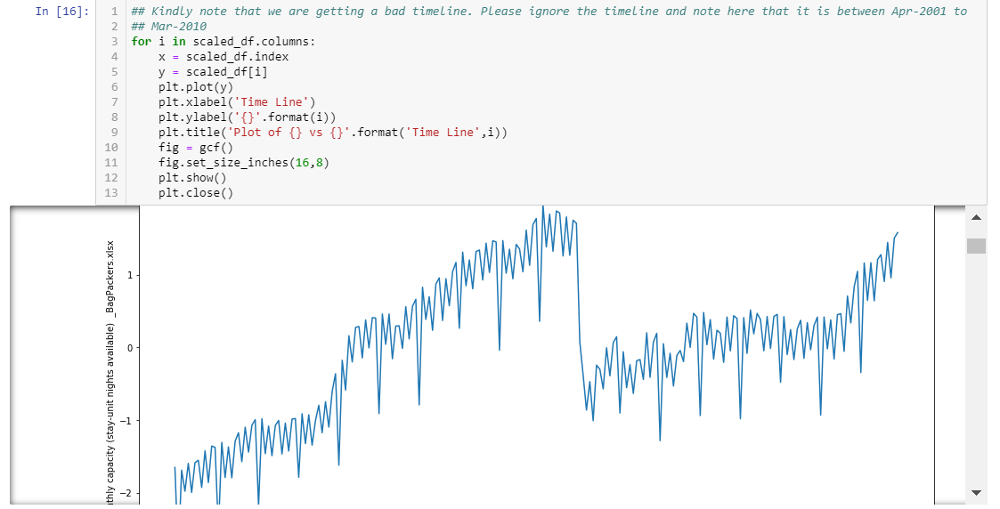 In [16]:
1 ## Kindly note that we are getting a bad timeline. Please ignore the timeline and note here that it is between Apr-2001 to
2 ## Mar-2010
3 for i in scaled_df.columns:
4 x = scaled_df.index
5 y = scaled_df[i]
6 plt.plot(y)
7 plt.xlabel('Time Line')
8 plt.ylabel('{}'.format(i))
9 plt.title('Plot of {} vs {}'.format('Time Line',i))
10 fig = gcf()
11 fig.set_size_inches(16,8)
12 plt.show()
13 plt.close()
thly capacity (stay-unit nights available) _BagPackers.xlsx
1
0
−1
−2